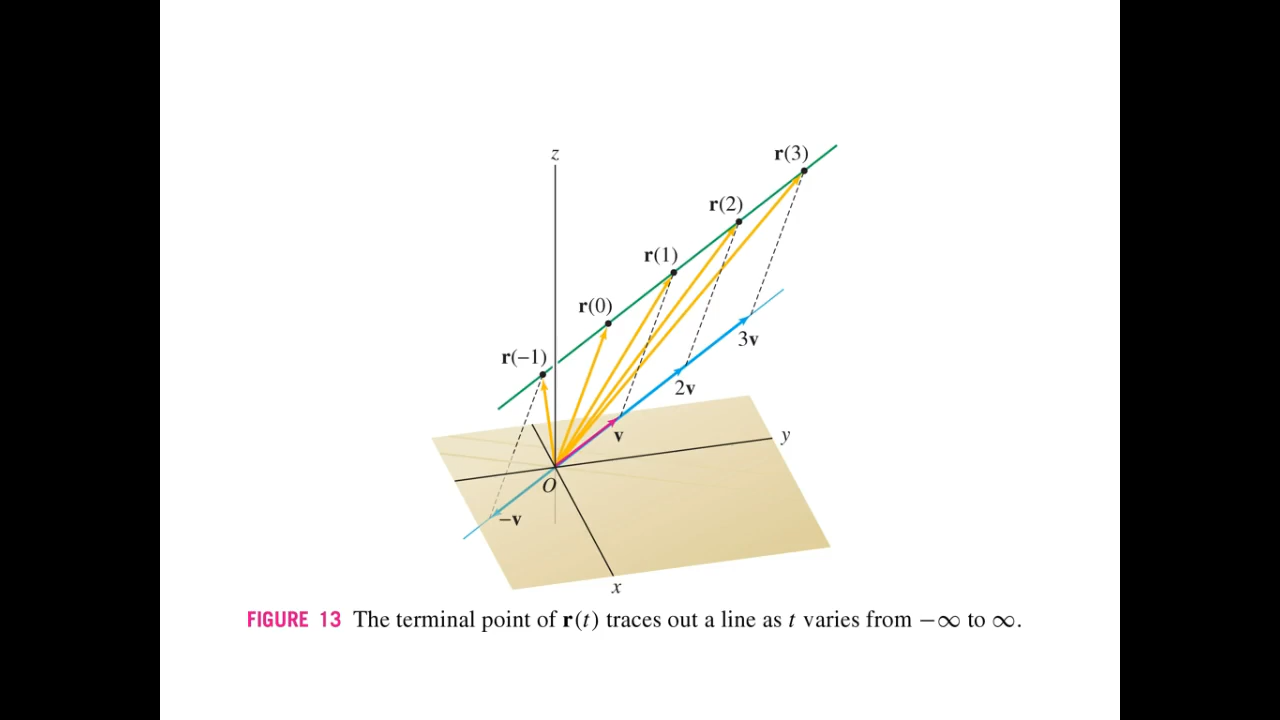 z
r(3)
r(2)
r(1)
r(0)
r(−1)
3v
2v
v
y
O
−v
x
FIGURE 13 The terminal point of r(t) traces out a line as t varies from −∞ to ∞.